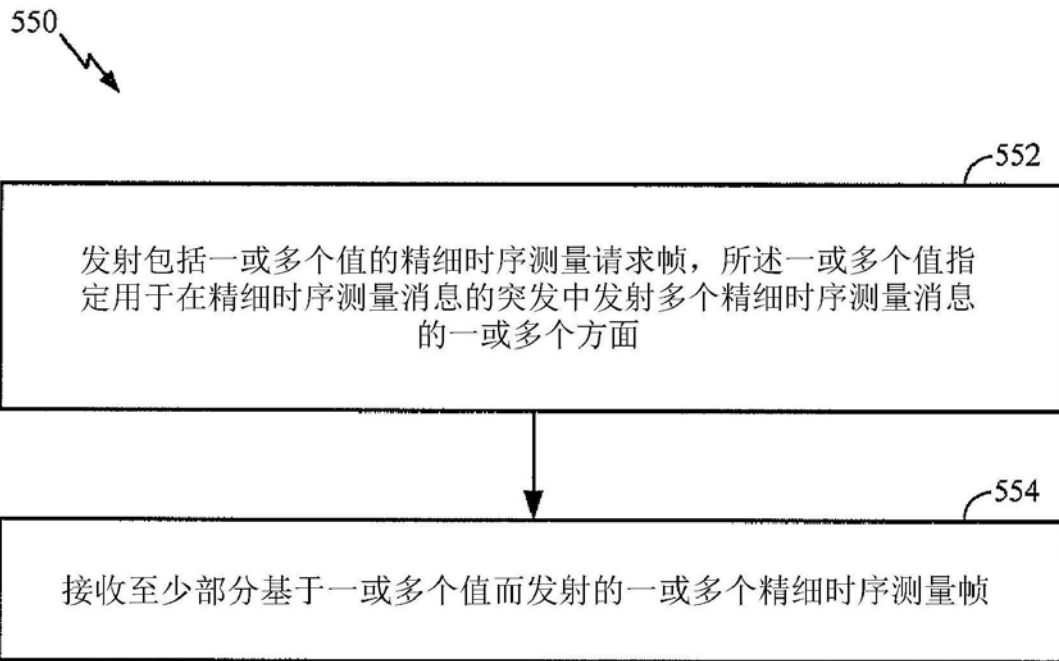 550
552
发射包括一或多个值的精细时序测量请求帧，所述一或多个值指
定用于在精细时序测量消息的突发中发射多个精细时序测量消息
的一或多个方面
554
接收至少部分基于一或多个值而发射的一或多个精细时序测量帧